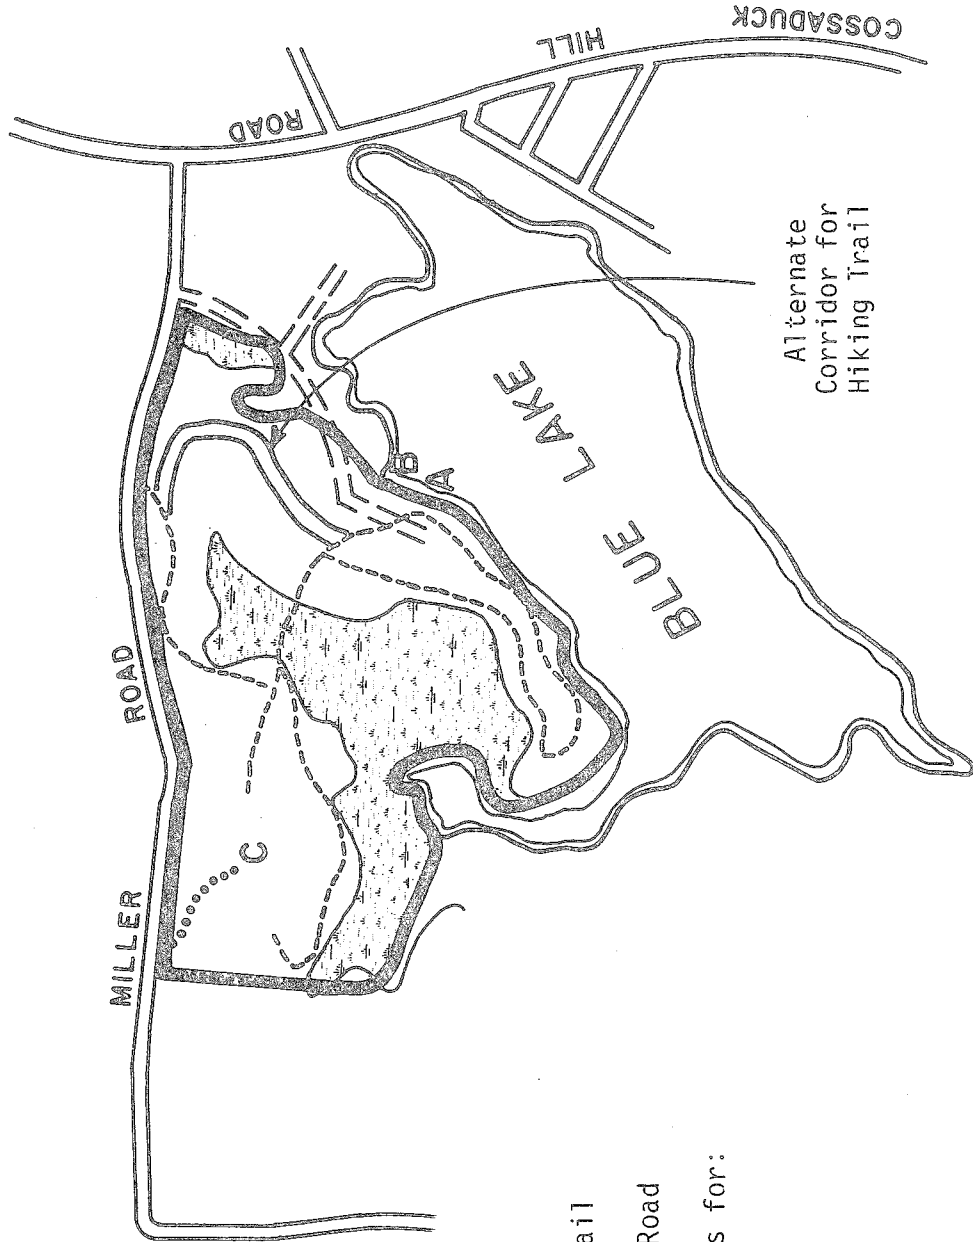 MILLER ROAD
COSSADUCK HILL ROAD
C
B
A
BLUE LAKE
Alternate
Corridor for
Hiking Trail
ail
Road
s for: